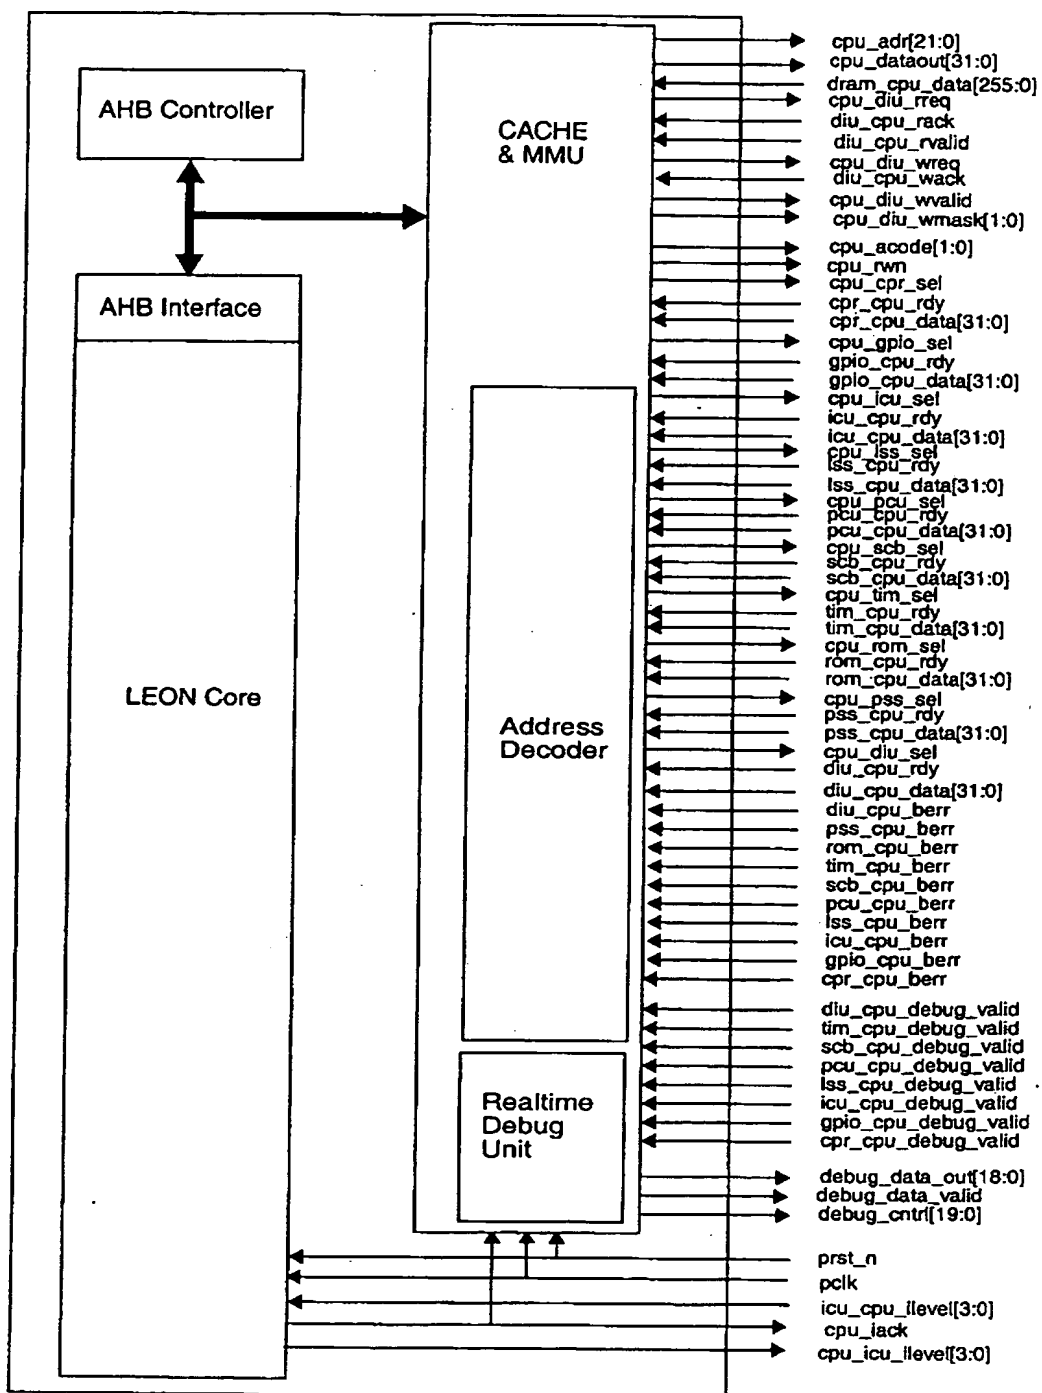 AHB Controller
CACHE
& MMU
AHB Interface
LEON Core
Address
Decoder
Realtime
Debug
Unit
cpu_adr[21:0]
cpu_dataout[31:0]
dram_cpu_data[255:0]
cpu_diu_rreq
diu_cpu_rack
diu_cpu_rvalid
cpu_diu_wreq
diu_cpu_wack
cpu_diu_wvalid
cpu_diu_wmask[1:0]
cpu_acode[1:0]
cpu_rwn
cpu_cpr_sel
cpr_cpu_rdy
cpr_cpu_data[31:0]
cpu_gpio_sel
gpio_cpu_rdy
gpio_cpu_data[31:0]
cpu_icu_sel
icu_cpu_rdy
icu_cpu_data[31:0]
cpu_lss_sel
lss_cpu_rdy
lss_cpu_data[31:0]
cpu_pcu_sel
pcu_cpu_rdy
pcu_cpu_data[31:0]
cpu_scb_sel
scb_cpu_rdy
scb_cpu_data[31:0]
cpu_tim_sel
tim_cpu_rdy
tim_cpu_data[31:0]
cpu_rom_sel
rom_cpu_rdy
rom_cpu_data[31:0]
cpu_pss_sel
pss_cpu_rdy
pss_cpu_data[31:0]
cpu_diu_sel
diu_cpu_rdy
diu_cpu_data[31:0]
diu_cpu_berr
pss_cpu_berr
rom_cpu_berr
tim_cpu_berr
scb_cpu_berr
pcu_cpu_berr
lss_cpu_berr
icu_cpu_berr
gpio_cpu_berr
cpr_cpu_berr
diu_cpu_debug_valid
tim_cpu_debug_valid
scb_cpu_debug_valid
pcu_cpu_debug_valid
lss_cpu_debug_valid
icu_cpu_debug_valid
gpio_cpu_debug_valid
cpr_cpu_debug_valid
debug_data_out[18:0]
debug_data_valid
debug_cntrl[19:0]
prst_n
pclk
icu_cpu_ilevel[3:0]
cpu_iack
cpu_icu_ilevel[3:0]